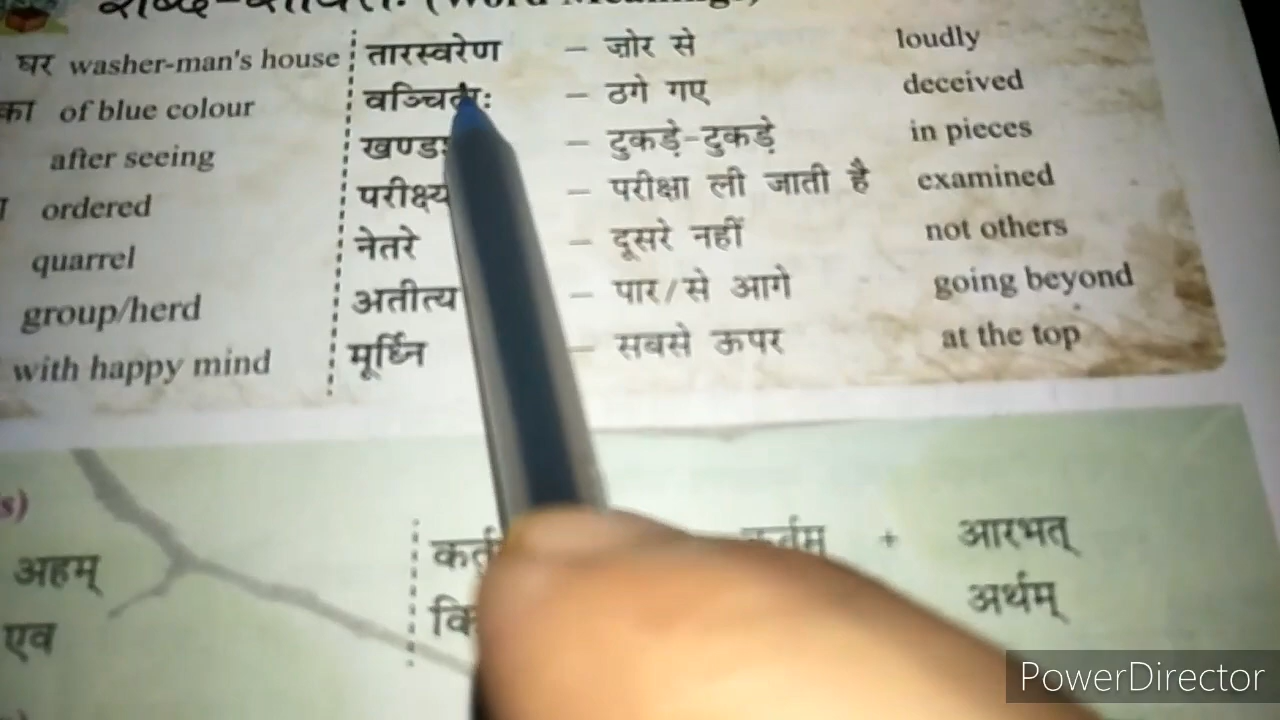 घर washer-man's house तारस्वरेण – ज़ोर से loudly
का of blue colour वञ्चिताः – ठगे गए deceived
after seeing – टुकड़े-टुकड़े in pieces
ordered परीक्ष्य – परीक्षा ली जाती है examined
quarrel नेतरे – दूसरे नहीं not others
group/herd अतीत्य – पार/से आगे going beyond
with happy mind मूर्ध्नि – सबसे ऊपर at the top
अहम् + आरभत्
एव अर्थम्
PowerDirector